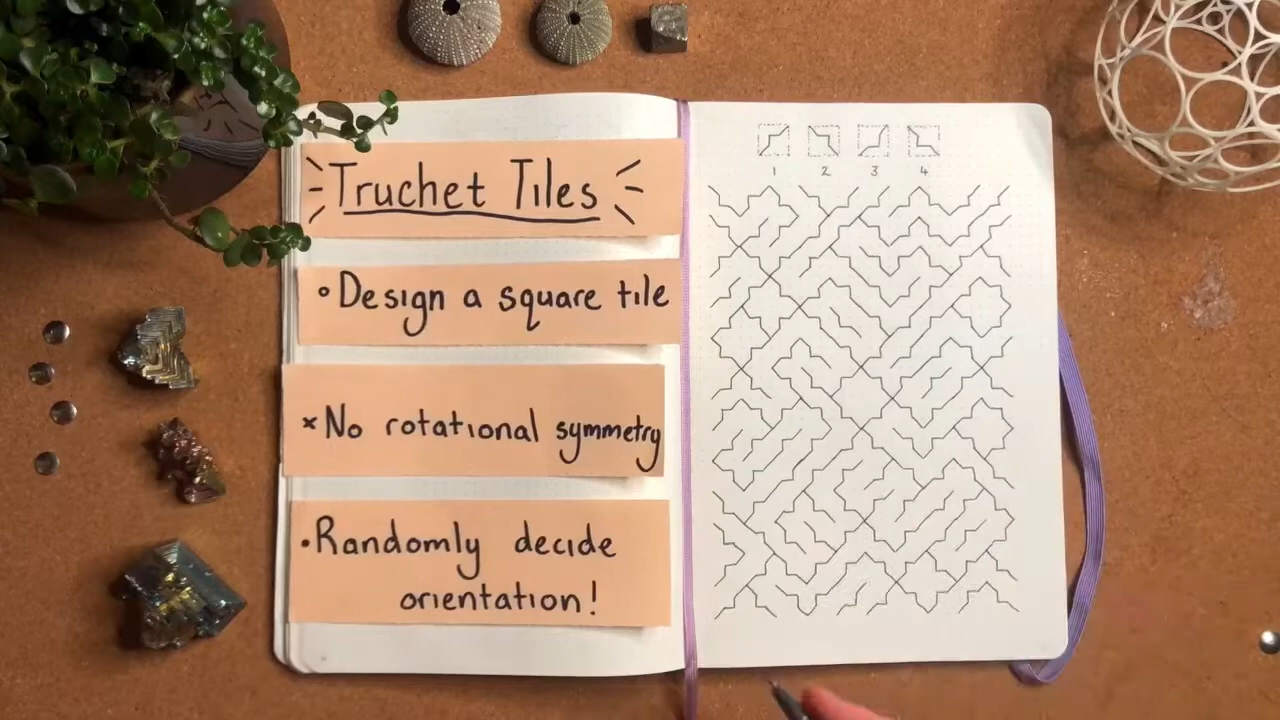 Truchet Tiles
◦ Design a square tile
× No rotational symmetry
• Randomly decide
orientation!
1 2 3 4